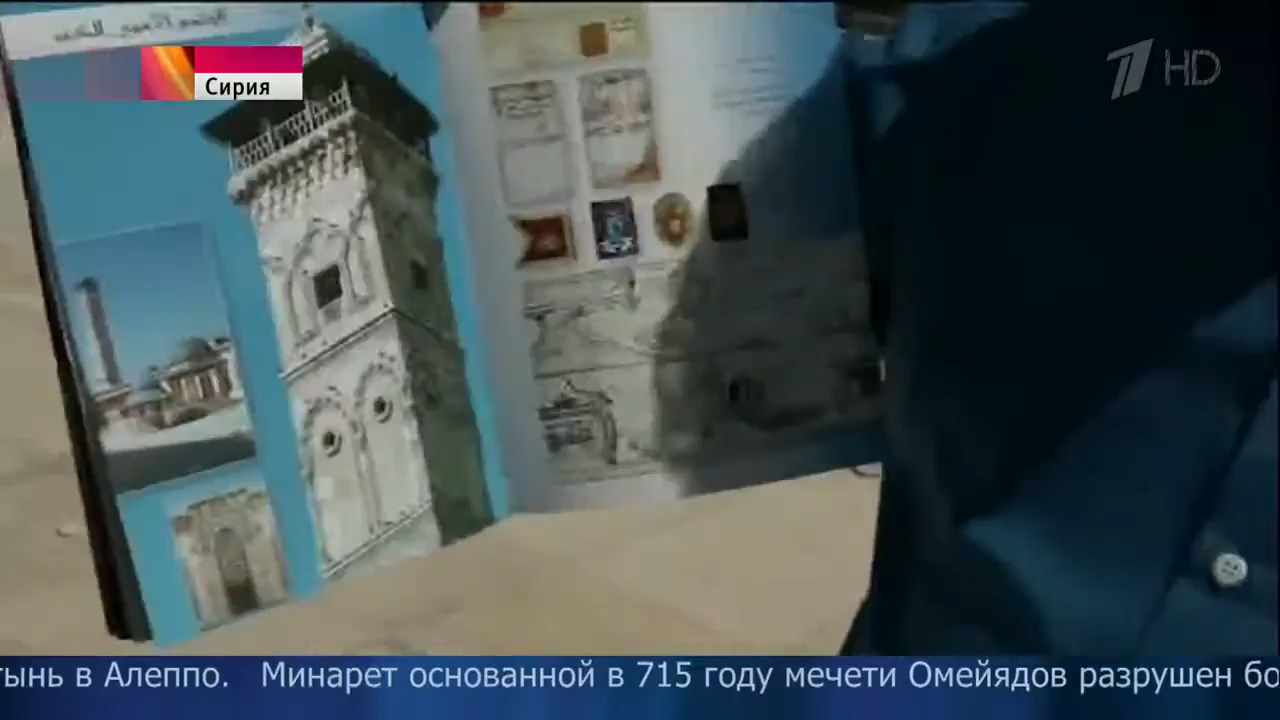 Сирия
HD
тынь в Алеппо. Минарет основанной в 715 году мечети Омейядов разрушен бо